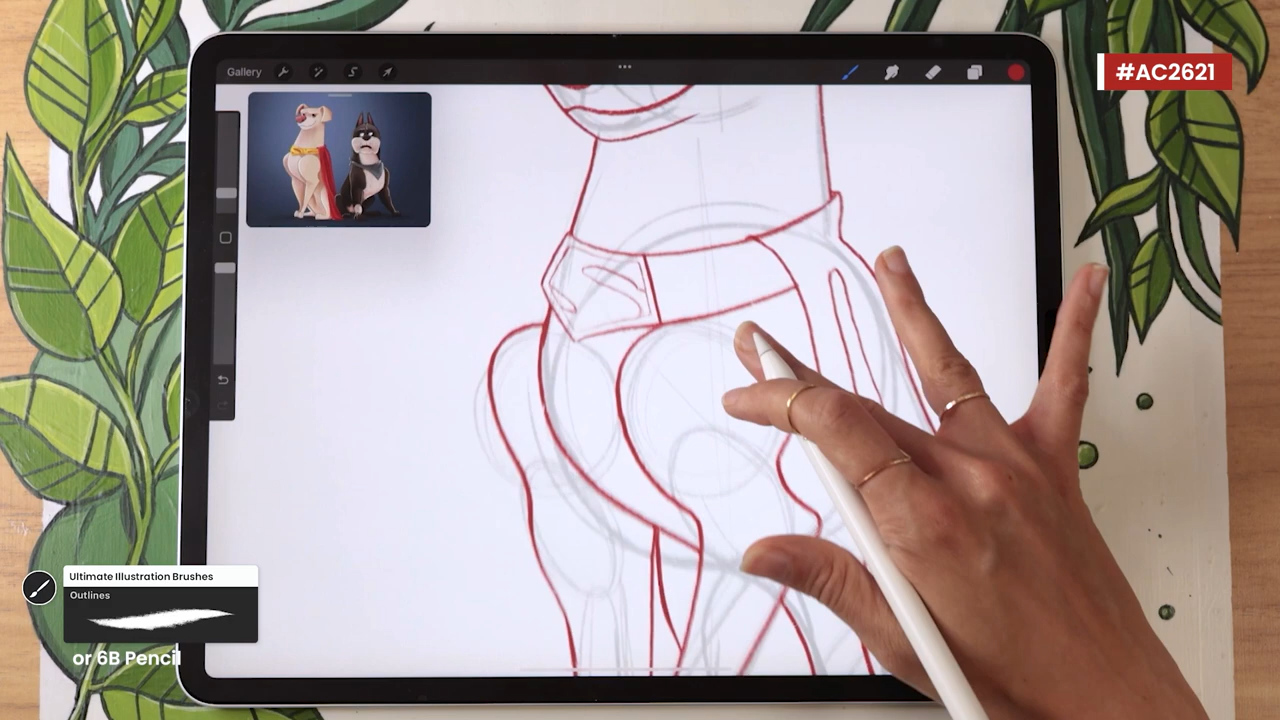 #AC2621
Gallery
Ultimate Illustration Brushes
Outlines
or 6B Pencil